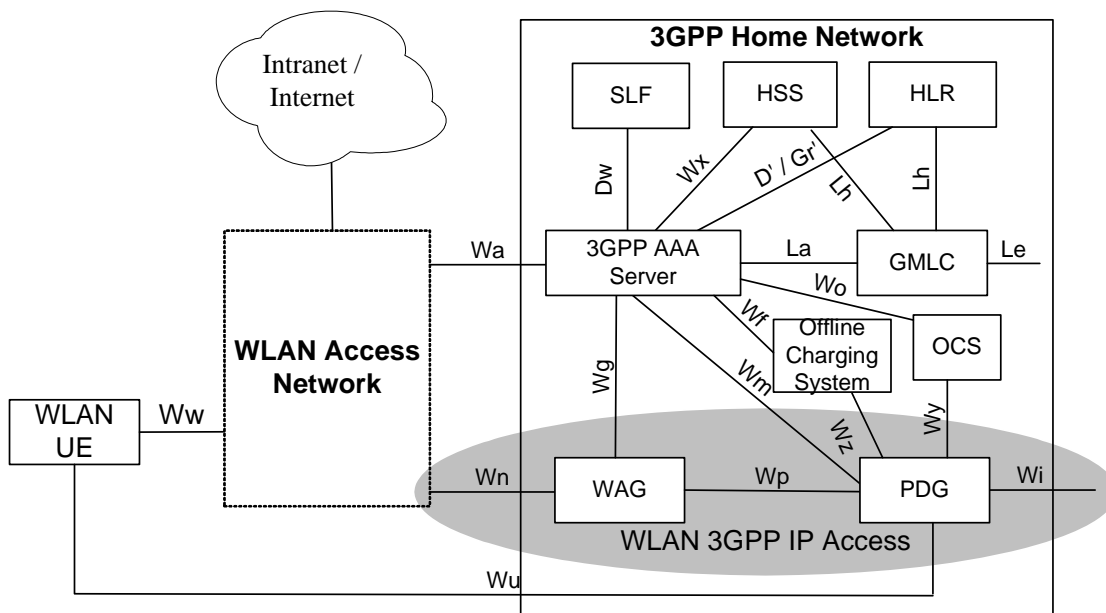 3GPP Home Network
Intranet /
Internet
SLF
HSS
HLR
Dw
Wx
D' / Gr'
Lh
Lh
Wa
3GPP AAA
Server
La
GMLC
Le
Wo
Wf
Offline
Charging
System
OCS
WLAN Access
Network
Wg
Wm
WLAN
UE
Ww
Wz
Wy
Wn
WAG
Wp
PDG
Wi
WLAN 3GPP IP Access
Wu